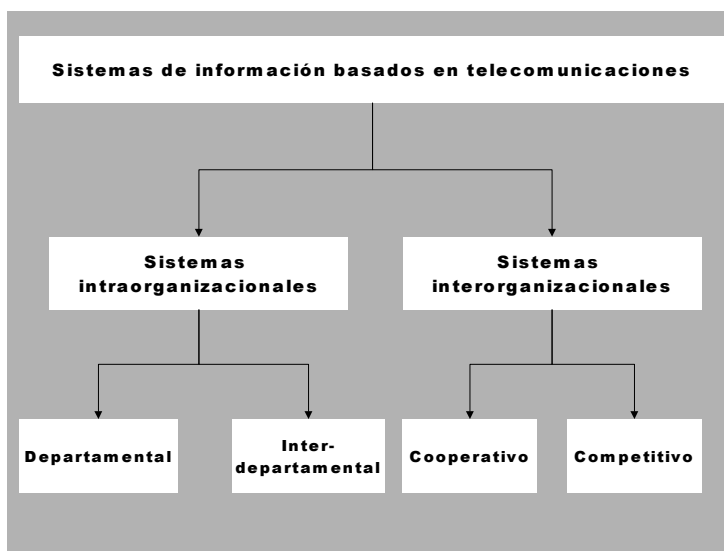 Sistemas de información basados en telecomunicaciones
Sistemas
intraorganizacionales
Sistemas
interorganizacionales
Departamental
Inter-
departamental
Cooperativo
Competitivo